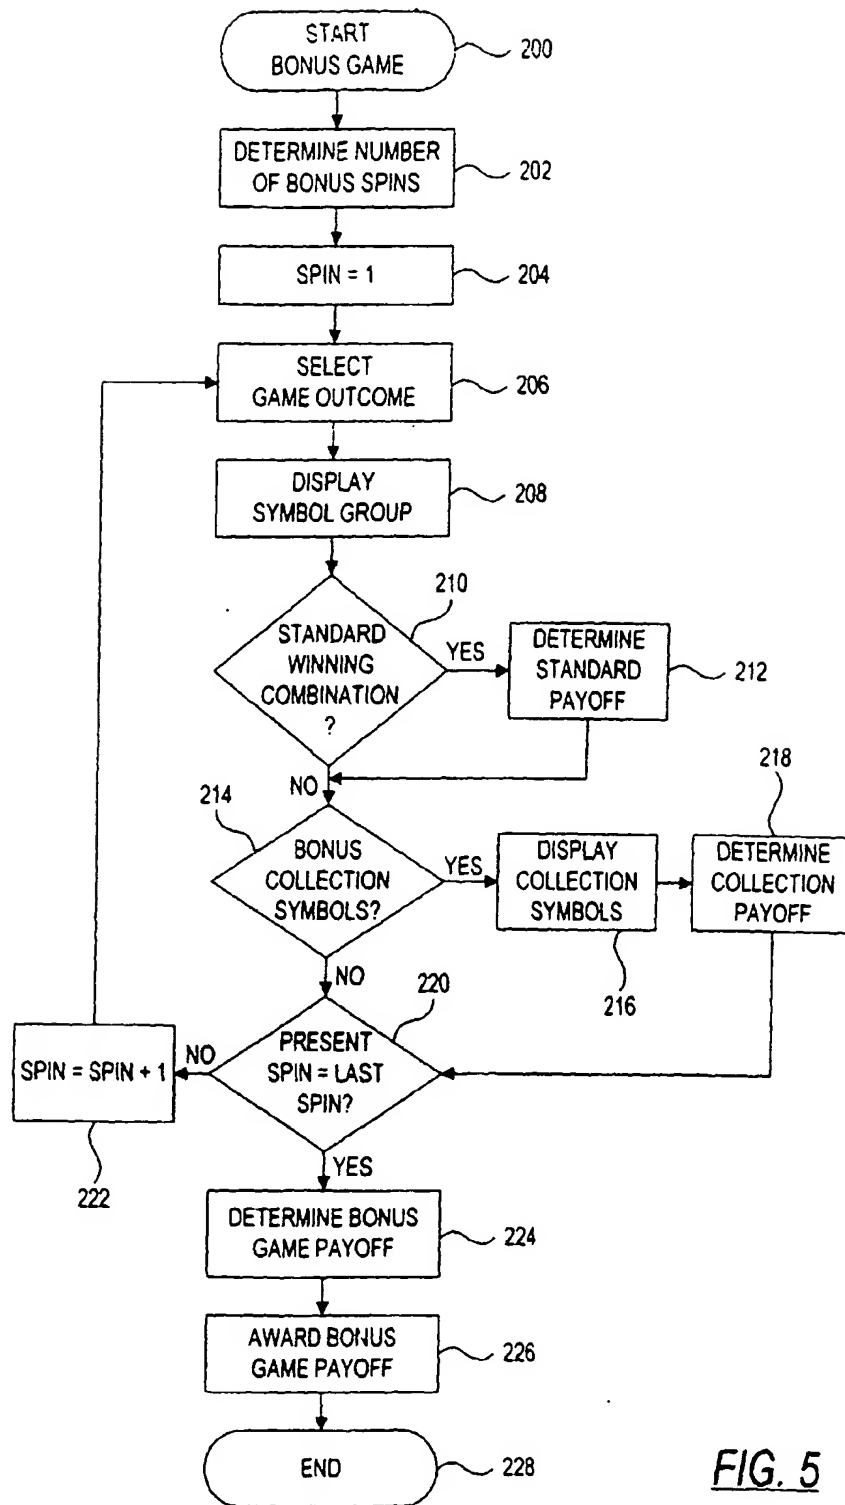 START
BONUS GAME
200
DETERMINE NUMBER
OF BONUS SPINS
202
SPIN = 1
204
SELECT
GAME OUTCOME
206
DISPLAY
SYMBOL GROUP
208
210
STANDARD
WINNING
COMBINATION
?
YES
DETERMINE
STANDARD
PAYOFF
212
NO
214
BONUS
COLLECTION
SYMBOLS?
YES
DISPLAY
COLLECTION
SYMBOLS
216
218
DETERMINE
COLLECTION
PAYOFF
NO
220
PRESENT
SPIN = LAST
SPIN?
NO
SPIN = SPIN + 1
222
YES
DETERMINE BONUS
GAME PAYOFF
224
AWARD BONUS
GAME PAYOFF
226
END
228
FIG. 5